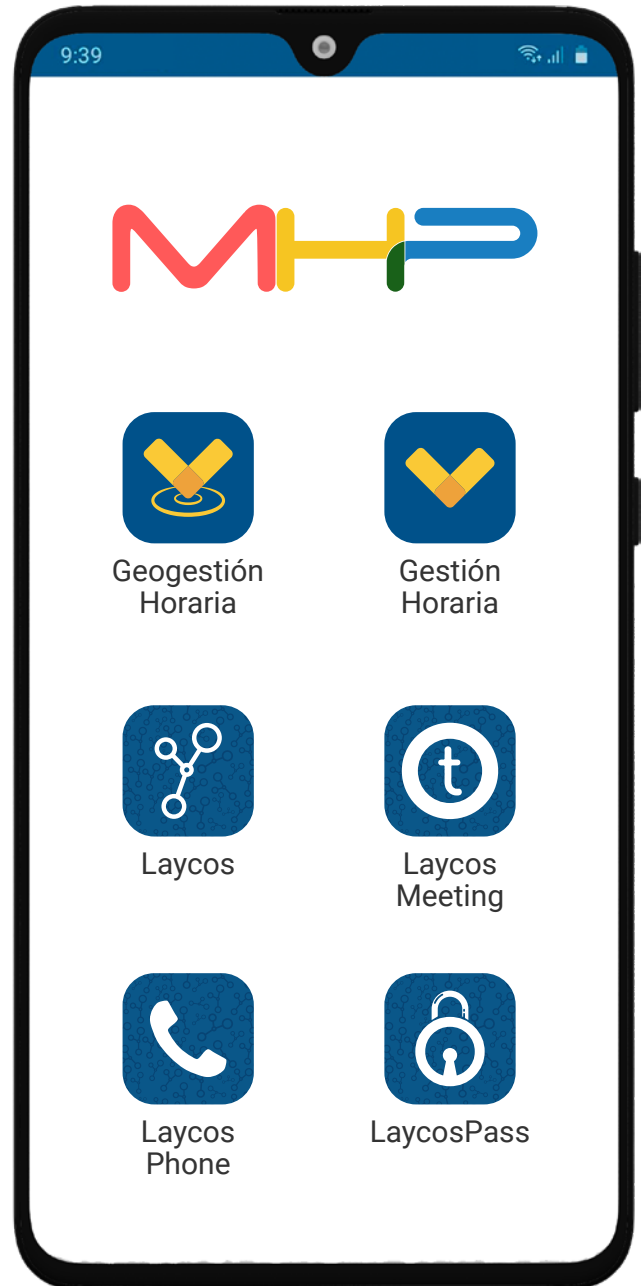 9:39
MHP
Geogestión
Horaria
Gestión
Horaria
Laycos
t
Laycos
Meeting
Laycos
Phone
LaycosPass